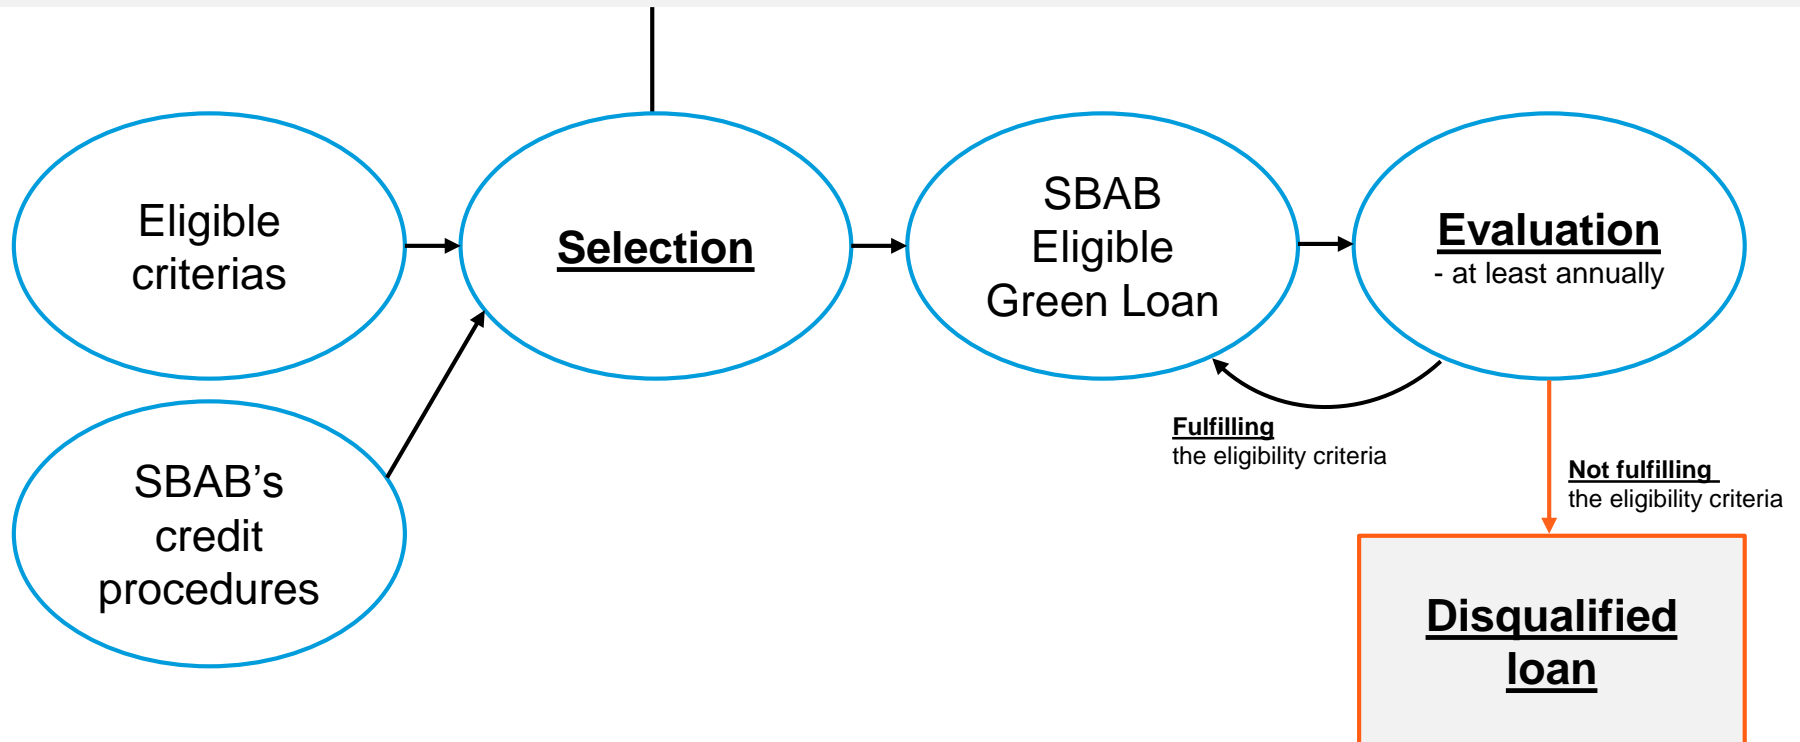 Eligible
criterias
Selection
SBAB
Eligible
Green Loan
Evaluation
- at least annually
SBAB's
credit
procedures
Fulfilling
the eligibility criteria
Not fulfilling
the eligibility criteria
Disqualified
loan